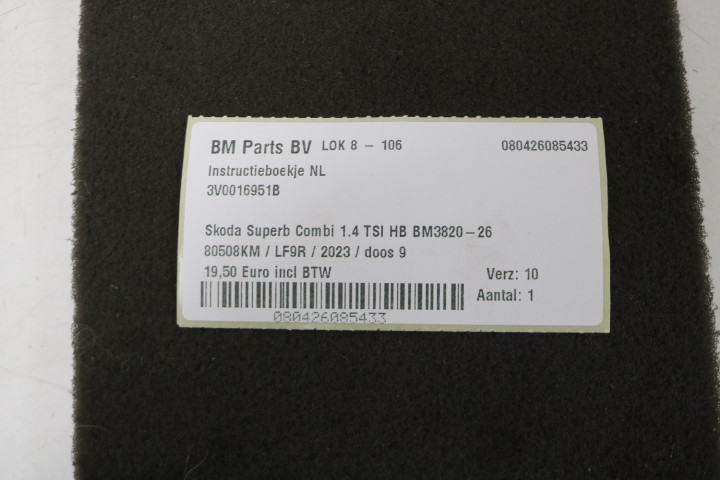 BM Parts BV LOK 8 - 106 080426085433
Instructieboekje NL
3V0016951B
Skoda Superb Combi 1.4 TSI HB BM3820-26
80508KM / LF9R / 2023 / doos 9
19,50 Euro incl BTW Verz: 10
Aantal: 1
080426085433